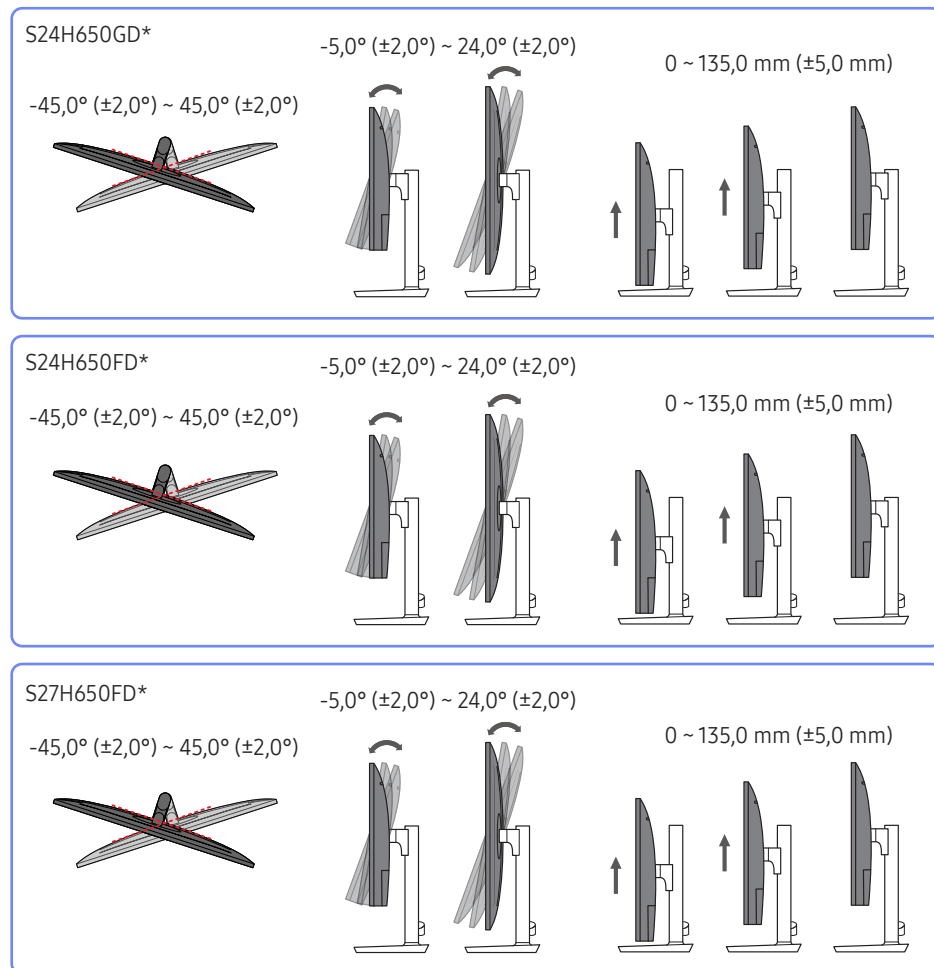 S24H650GD*
-5,0° (±2,0°) ~ 24,0° (±2,0°)
0 ~ 135,0 mm (±5,0 mm)
-45,0° (±2,0°) ~ 45,0° (±2,0°)
S24H650FD*
-5,0° (±2,0°) ~ 24,0° (±2,0°)
0 ~ 135,0 mm (±5,0 mm)
-45,0° (±2,0°) ~ 45,0° (±2,0°)
S27H650FD*
-5,0° (±2,0°) ~ 24,0° (±2,0°)
0 ~ 135,0 mm (±5,0 mm)
-45,0° (±2,0°) ~ 45,0° (±2,0°)